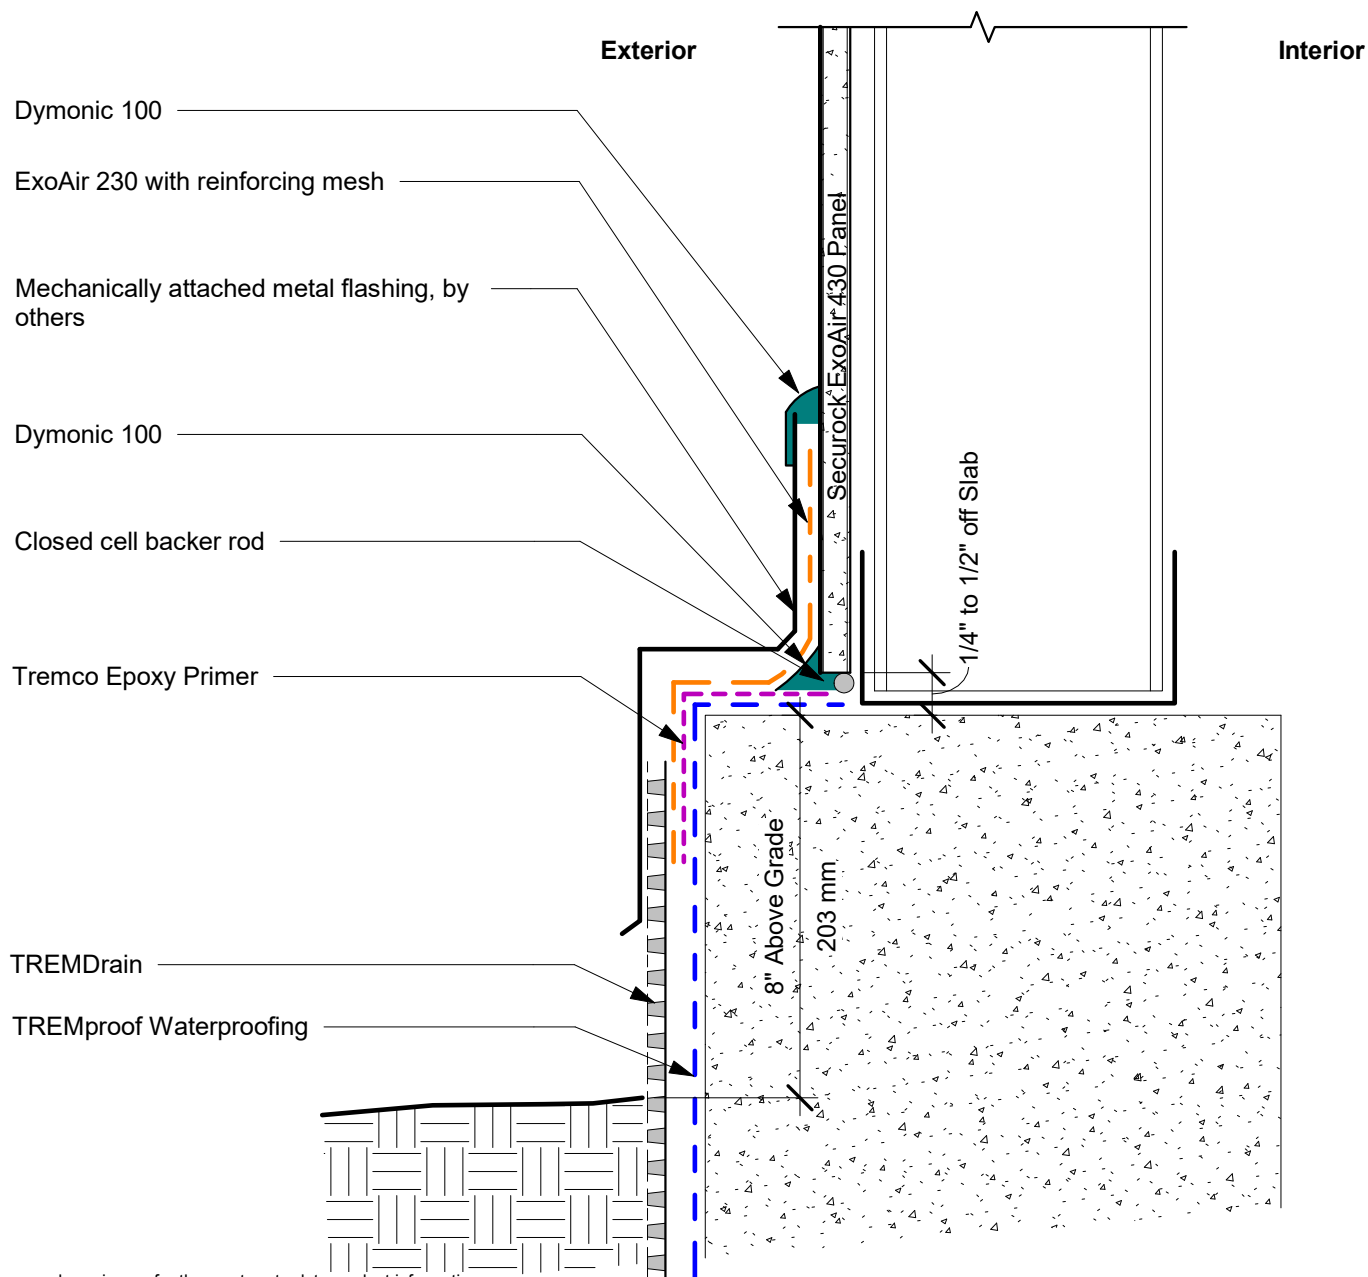 Exterior
Interior
Dymonic 100
ExoAir 230 with reinforcing mesh
Mechanically attached metal flashing, by
others
Dymonic 100
Closed cell backer rod
Tremco Epoxy Primer
TREMDrain
TREMproof Waterproofing
Securock ExoAir 430 Panel
1/4" to 1/2" off Slab
8" Above Grade
203 mm